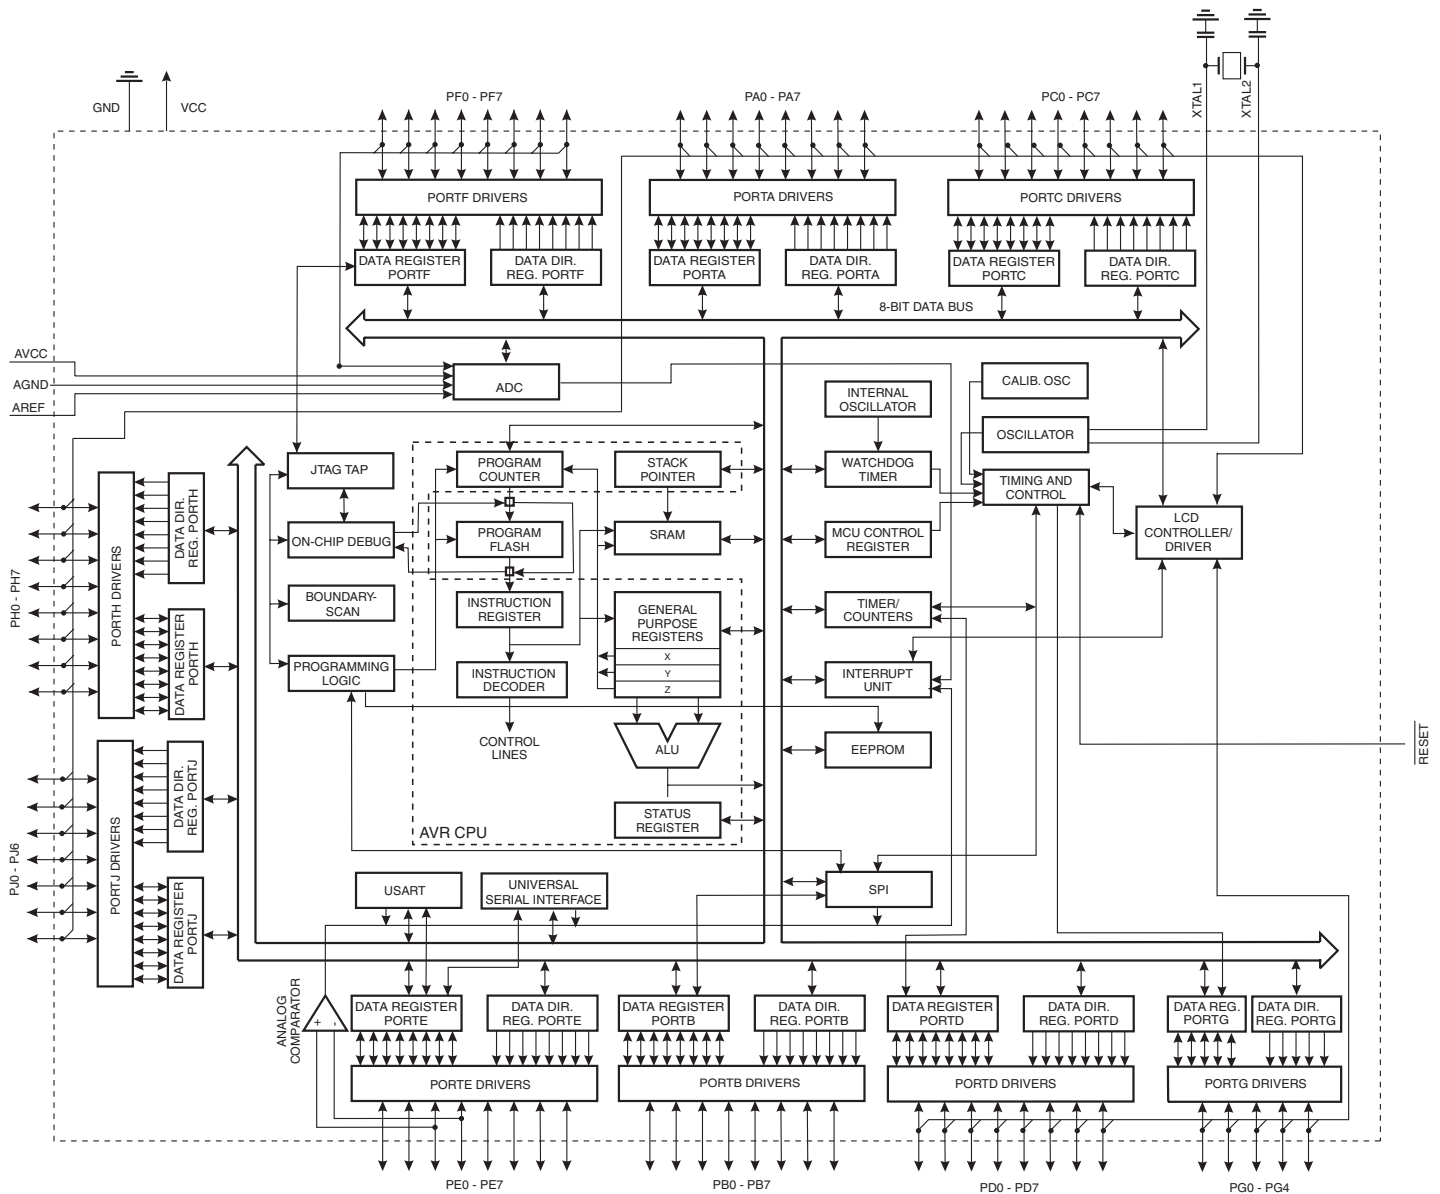 GND
VCC
PF0 - PF7
PA0 - PA7
PC0 - PC7
XTAL1
XTAL2
PORTF DRIVERS
PORTA DRIVERS
PORTC DRIVERS
DATA REGISTER
PORTF
DATA DIR.
REG. PORTF
DATA REGISTER
PORTA
DATA DIR.
REG. PORTA
DATA REGISTER
PORTC
DATA DIR.
REG. PORTC
8-BIT DATA BUS
AVCC
AGND
AREF
ADC
INTERNAL
OSCILLATOR
CALIB. OSC
OSCILLATOR
JTAG TAP
PROGRAM
COUNTER
STACK
POINTER
WATCHDOG
TIMER
TIMING AND
CONTROL
ON-CHIP DEBUG
PROGRAM
FLASH
SRAM
MCU CONTROL
REGISTER
LCD
CONTROLLER/
DRIVER
BOUNDARY-
SCAN
INSTRUCTION
REGISTER
GENERAL
PURPOSE
REGISTERS
X
Y
Z
TIMER/
COUNTERS
PROGRAMMING
LOGIC
INSTRUCTION
DECODER
INTERRUPT
UNIT
CONTROL
LINES
ALU
EEPROM
RESET
STATUS
REGISTER
AVR CPU
PH0 - PH7
PORTH DRIVERS
DATA DIR.
REG. PORTH
DATA REGISTER
PORTH
PJ0 - PJ6
PORTJ DRIVERS
DATA DIR.
REG. PORTJ
DATA REGISTER
PORTJ
USART
UNIVERSAL
SERIAL INTERFACE
SPI
ANALOG
COMPARATOR
+
-
DATA REGISTER
PORTE
DATA DIR.
REG. PORTE
DATA REGISTER
PORTB
DATA DIR.
REG. PORTB
DATA REGISTER
PORTD
DATA DIR.
REG. PORTD
DATA REG.
PORTG
DATA DIR.
REG. PORTG
PORTE DRIVERS
PORTB DRIVERS
PORTD DRIVERS
PORTG DRIVERS
PE0 - PE7
PB0 - PB7
PD0 - PD7
PG0 - PG4